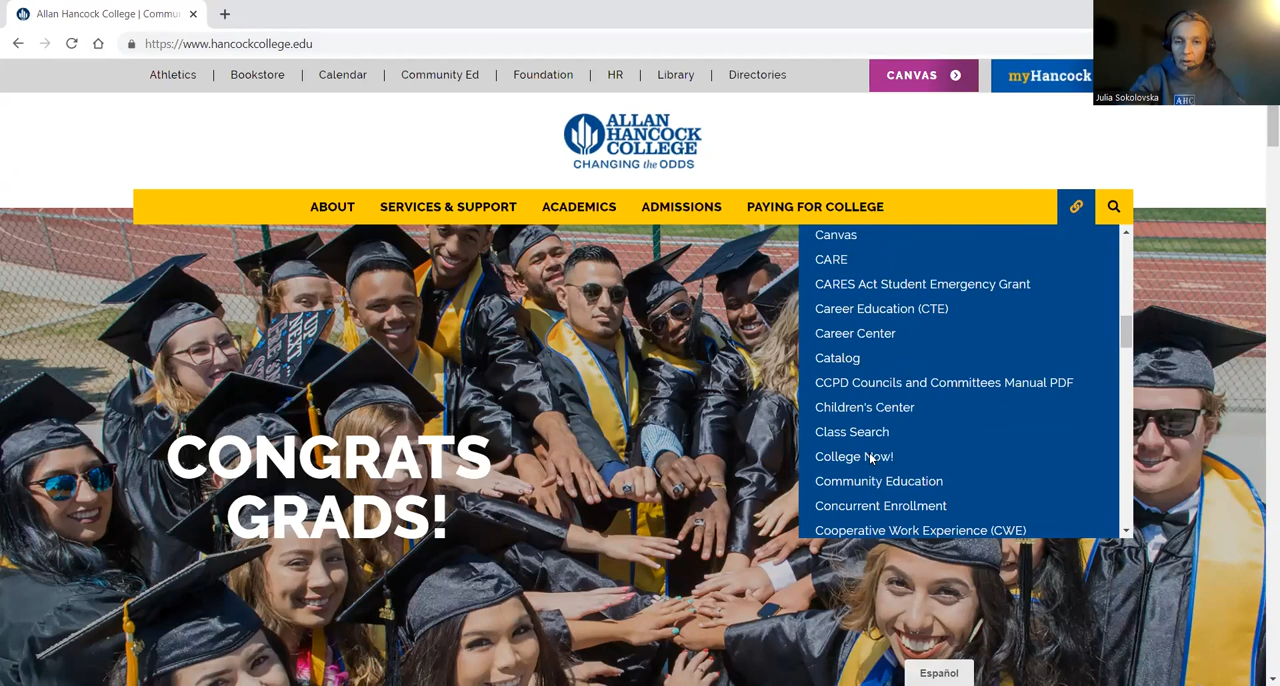 Allan Hancock College | Commu
https://www.hancockcollege.edu
Julia Sokolovska
AHC
Athletics | Bookstore | Calendar | Community Ed | Foundation | HR | Library | Directories
CANVAS
myHancock
ALLAN
HANCOCK
COLLEGE
CHANGING the ODDS
ABOUT SERVICES & SUPPORT ACADEMICS ADMISSIONS PAYING FOR COLLEGE
Canvas
CARE
CARES Act Student Emergency Grant
Career Education (CTE)
Career Center
Catalog
CCPD Councils and Committees Manual PDF
Children's Center
Class Search
College Now!
Community Education
Concurrent Enrollment
Cooperative Work Experience (CWE)
CONGRATS
GRADS!
Español